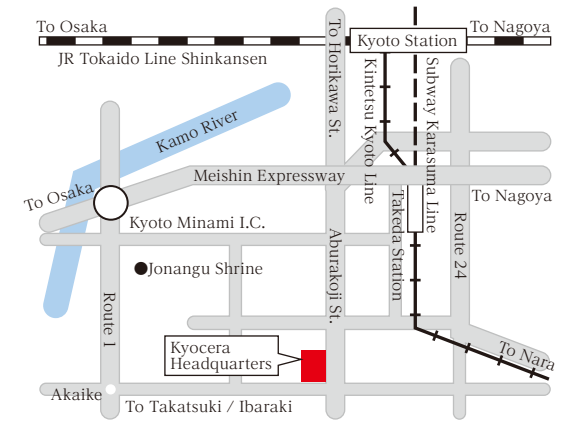 To Osaka
To Nagoya
Kyoto Station
JR Tokaido Line Shinkansen
To Horikawa St.
Kintetsu Kyoto Line
Subway Karasuma Line
Kamo River
Meishin Expressway
To Osaka
To Nagoya
Kyoto Minami I.C.
Takeda Station
Route 24
Aburakoji St.
Jonangu Shrine
Route 1
Kyocera
Headquarters
To Nara
Akaike
To Takatsuki / Ibaraki